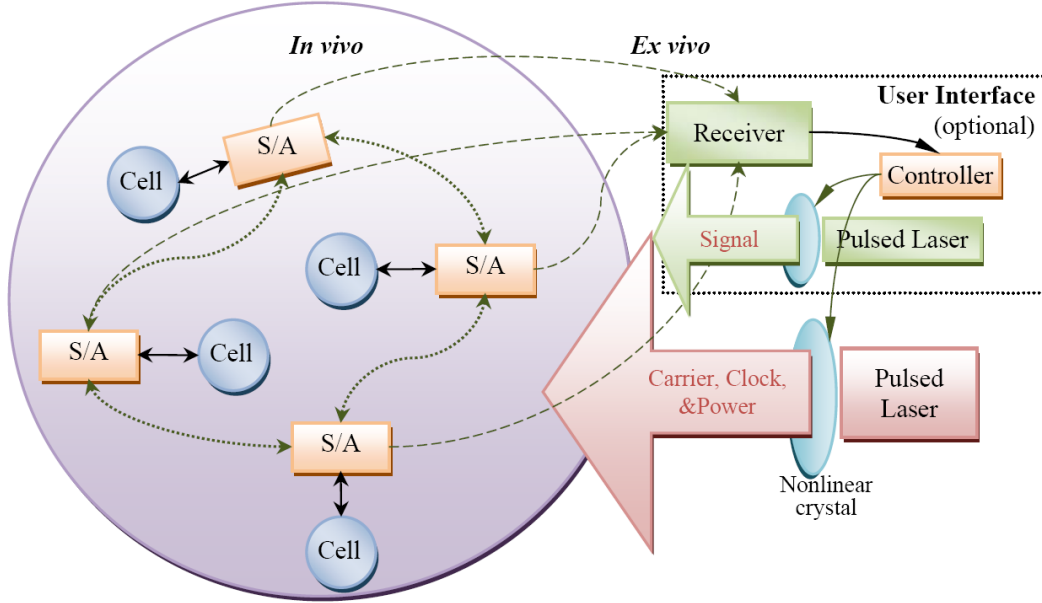 In vivo
Ex vivo
User Interface
(optional)
S/A
Receiver
Cell
Controller
Signal
Pulsed Laser
Cell
S/A
S/A
Cell
Carrier, Clock,
&Power
Pulsed
Laser
S/A
Nonlinear
crystal
Cell